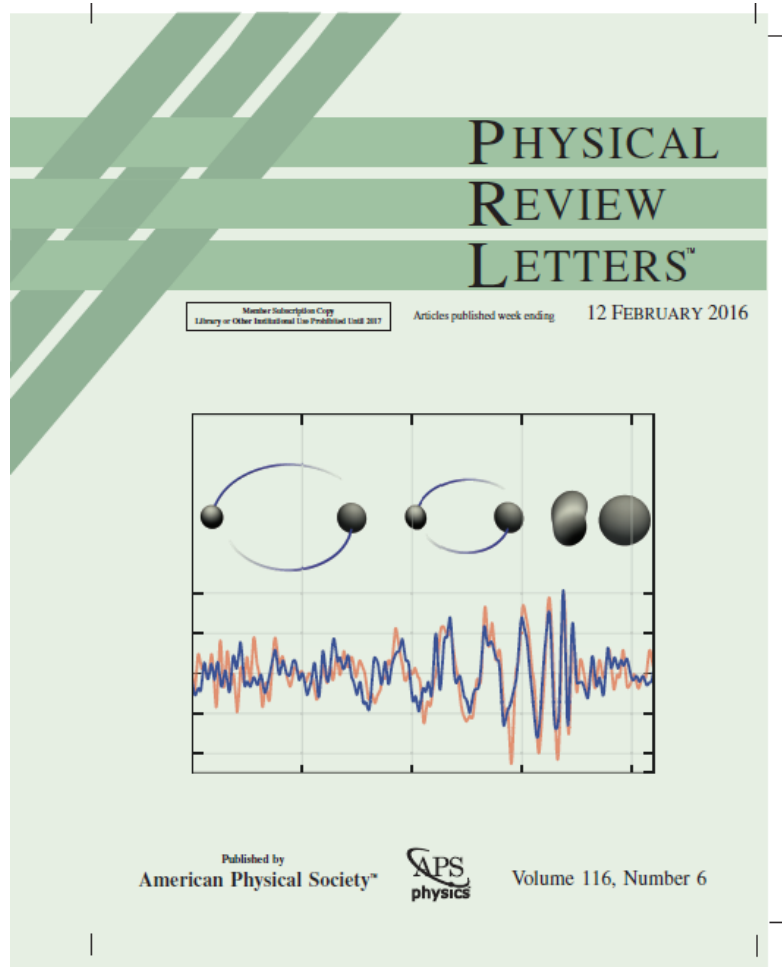 PHYSICAL
REVIEW
LETTERS™
Member Subscription Copy
Library or Other Institutional Use Prohibited Until 2017
Articles published week ending
12 FEBRUARY 2016
Published by
American Physical Society™
APS
physics
Volume 116, Number 6